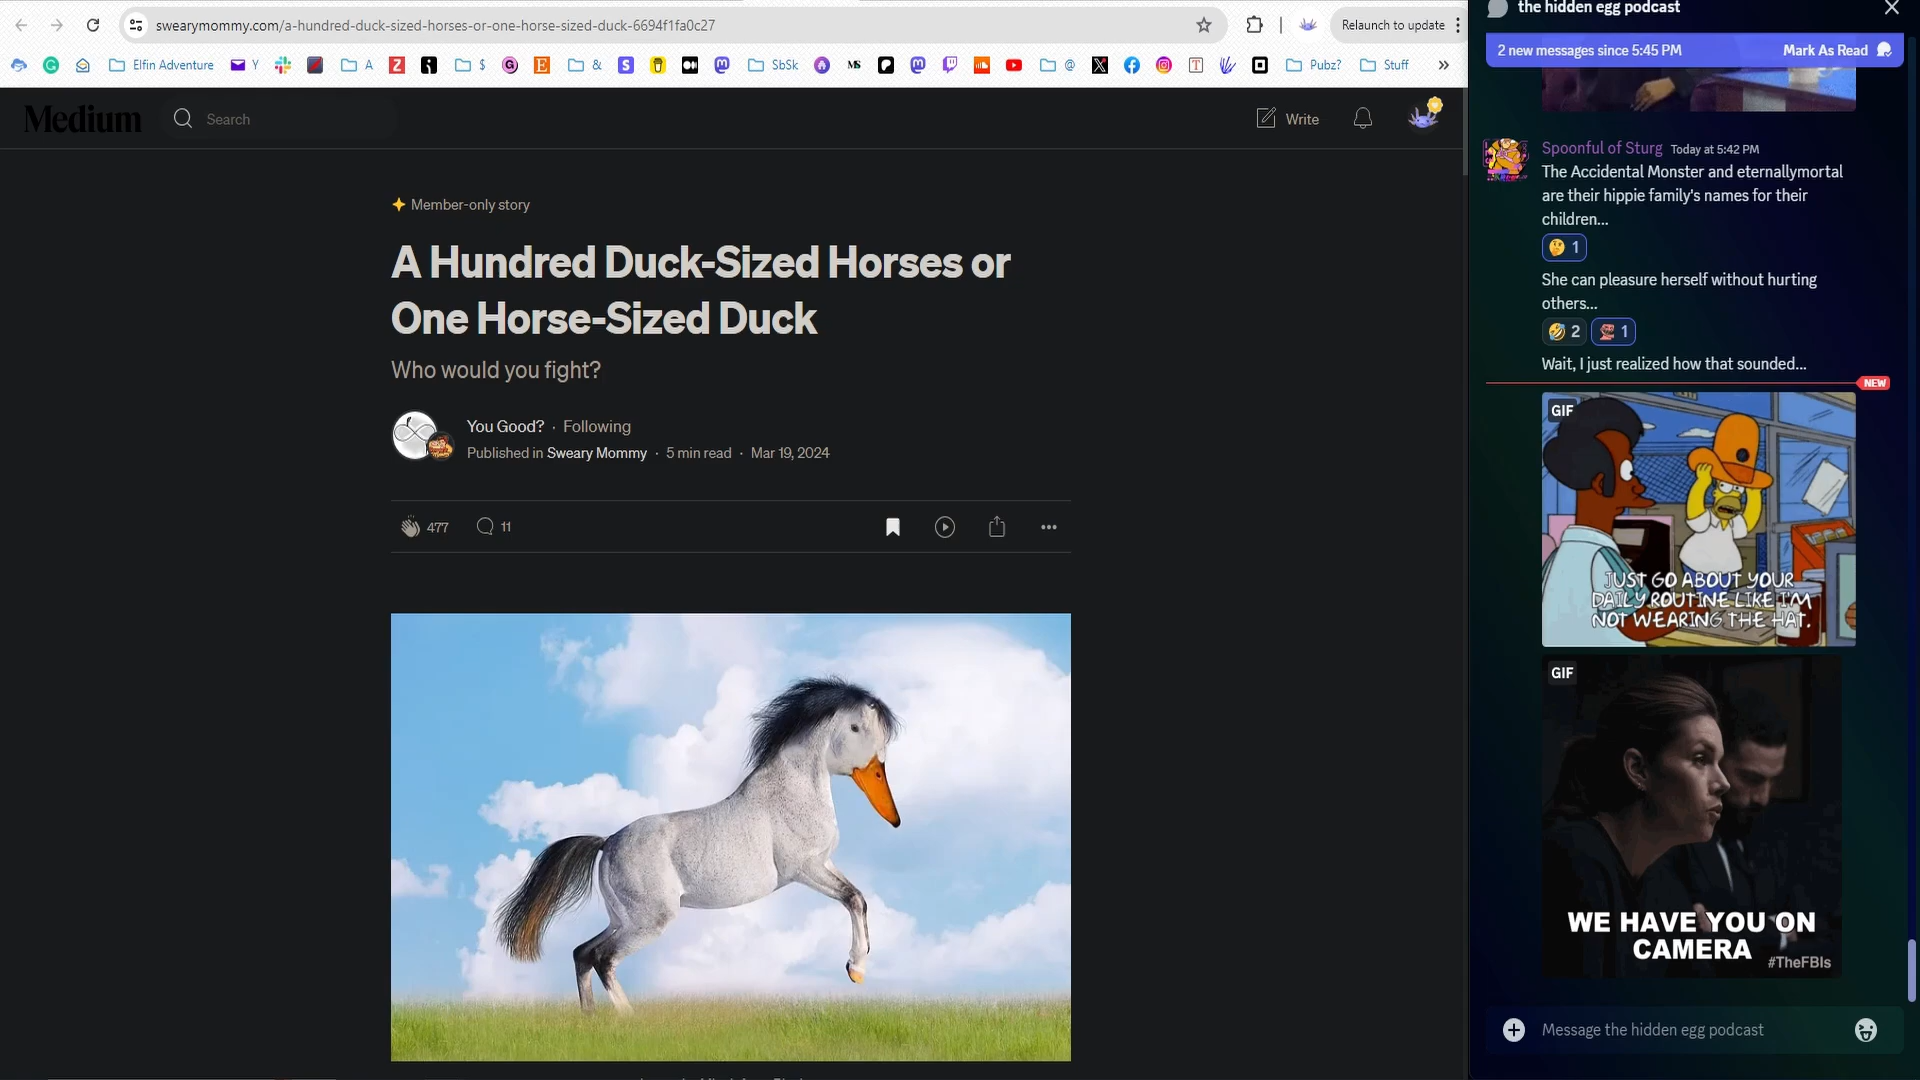 swearymommy.com/a-hundred-duck-sized-horses-or-one-horse-sized-duck-6694f1fa0c27
Relaunch to update
Elfin Adventure
Y
A
$
&
SbSk
@
Pubz?
Stuff
Medium
Search
Write
Member-only story
A Hundred Duck-Sized Horses or
One Horse-Sized Duck
Who would you fight?
You Good? · Following
Published in Sweary Mommy · 5 min read · Mar 19, 2024
477
11
the hidden egg podcast
2 new messages since 5:45 PM
Mark As Read
Spoonful of Sturg Today at 5:42 PM
The Accidental Monster and eternallymortal
are their hippie family's names for their
children...
1
She can pleasure herself without hurting
others...
2
1
Wait, I just realized how that sounded...
NEW
GIF
JUST GO ABOUT YOUR
DAILY ROUTINE LIKE I'M
NOT WEARING THE HAT.
GIF
WE HAVE YOU ON
CAMERA
#TheFBIs
Message the hidden egg podcast